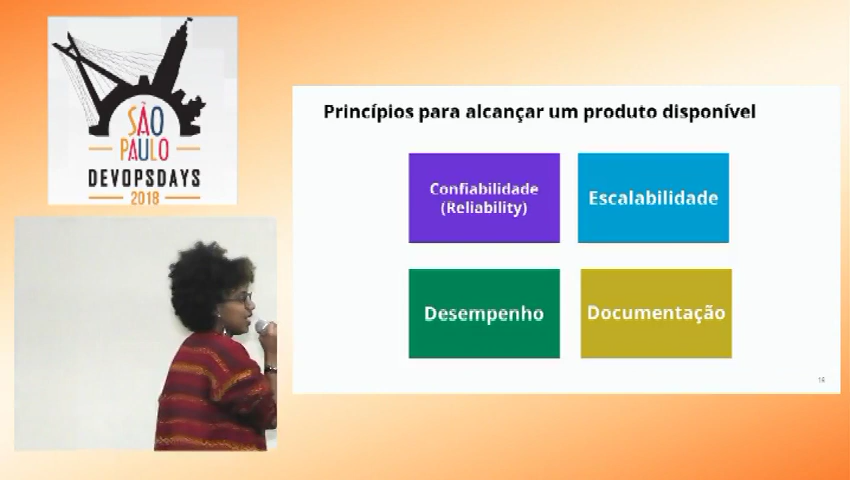 SÃO
PAULO
DEVOPSDAYS
2018
Princípios para alcançar um produto disponível
Confiabilidade
(Reliability)
Escalabilidade
Desempenho
Documentação